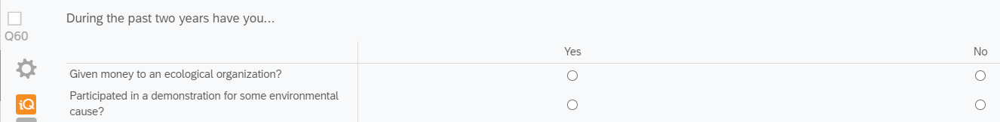 During the past two years have you...
Q60
Yes No
Given money to an ecological organization?
Participated in a demonstration for some environmental
cause?
iQ